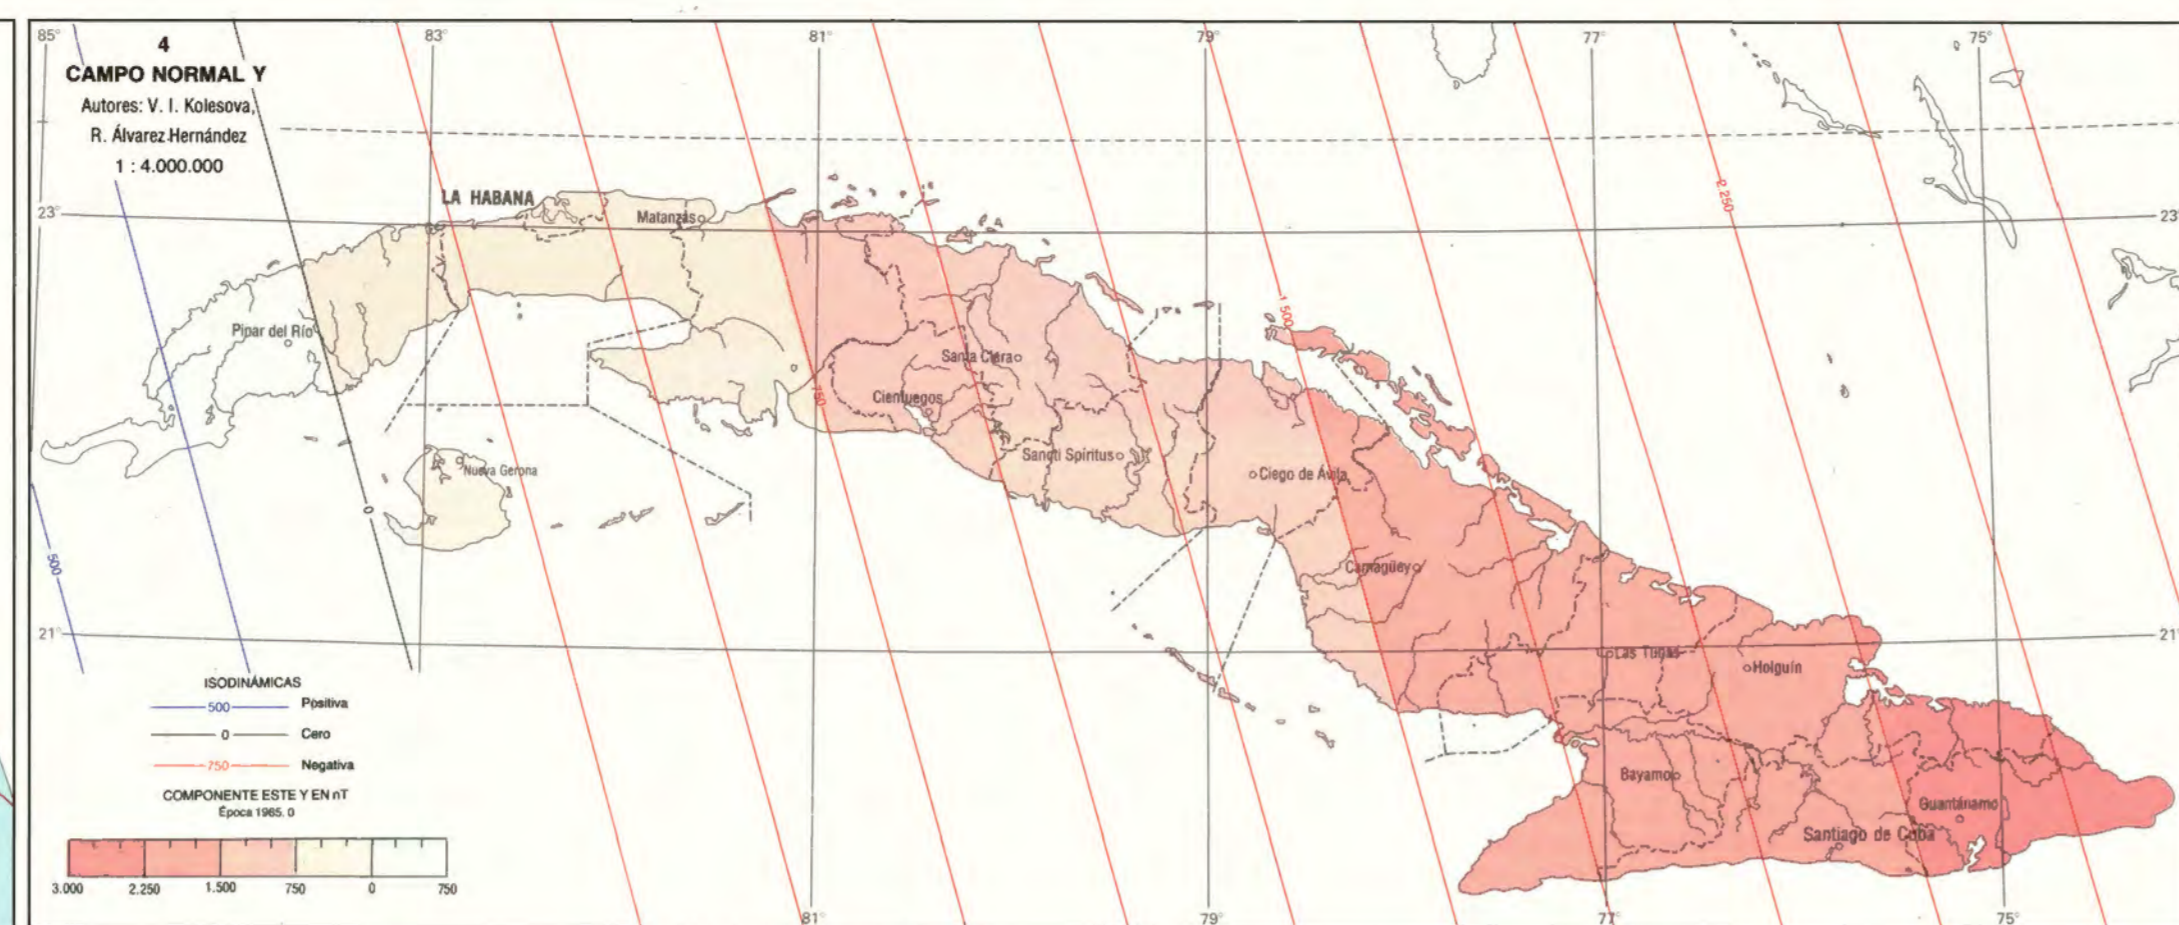 85° 83° 81° 79° 77° 75°
4
CAMPO NORMAL Y
Autores: V. I. Kolesova,
R. Álvarez Hernández
1 : 4.000.000
23° 23°
LA HABANA
Matanzas
2 250
Pinar del Río
1 500
Santa Clara
750
Cienfuegos
Sancti Spíritus
Nueva Gerona
Ciego de Ávila
0
500
Camagüey
21° 21°
Las Tunas
Holguín
ISODINÁMICAS
500 Positiva
0 Cero
750 Negativa
COMPONENTE ESTE Y EN nT
Época 1985. 0
Bayamo
Guantánamo
Santiago de Cuba
3.000 2.250 1.500 750 0 750
81° 79° 77° 75°